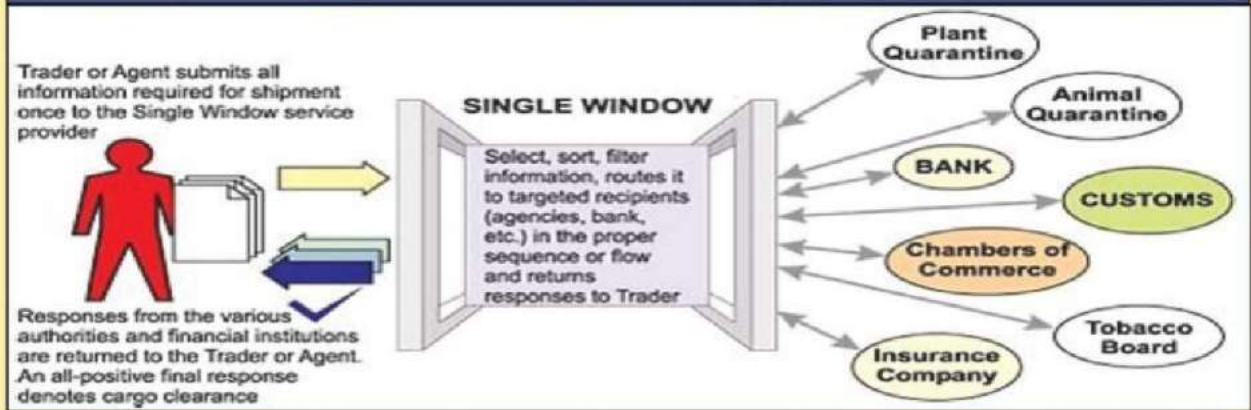 Trader or Agent submits all
information required for shipment
once to the Single Window service
provider
SINGLE WINDOW
Select, sort, filter
information, routes it
to targeted recipients
(agencies, bank,
etc.) in the proper
sequence or flow
and returns
responses to Trader
Responses from the various
authorities and financial institutions
are returned to the Trader or Agent.
An all-positive final response
denotes cargo clearance
Plant
Quarantine
Animal
Quarantine
BANK
CUSTOMS
Chambers of
Commerce
Tobacco
Board
Insurance
Company